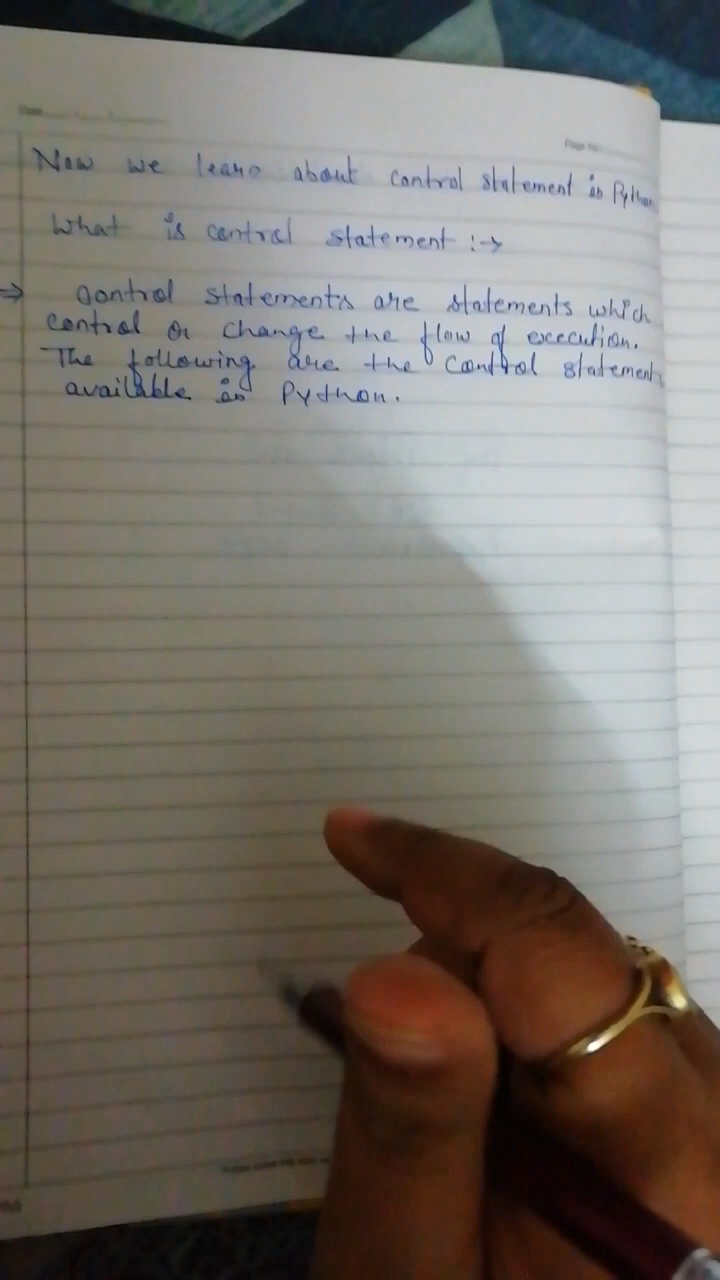 Now we learn about control statement in Python
What is control statement :→
⇒ control statements are statements which
control or change the flow of execution.
The following are the control statement
available in Python.